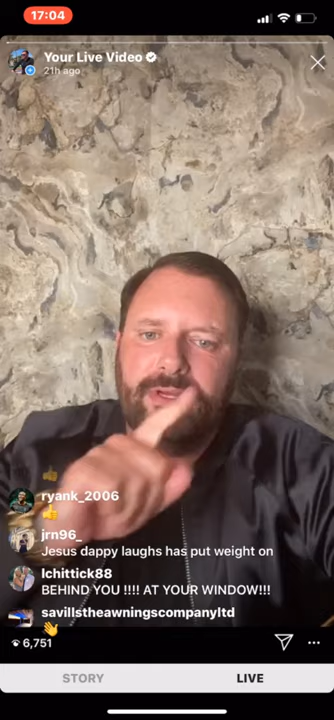 17:04
Your Live Video
21h ago
ryank_2006
jrn96_
Jesus dappy laughs has put weight on
lchittick88
BEHIND YOU !!!! AT YOUR WINDOW!!!
savillstheawningscompanyltd
6,751
STORY
LIVE